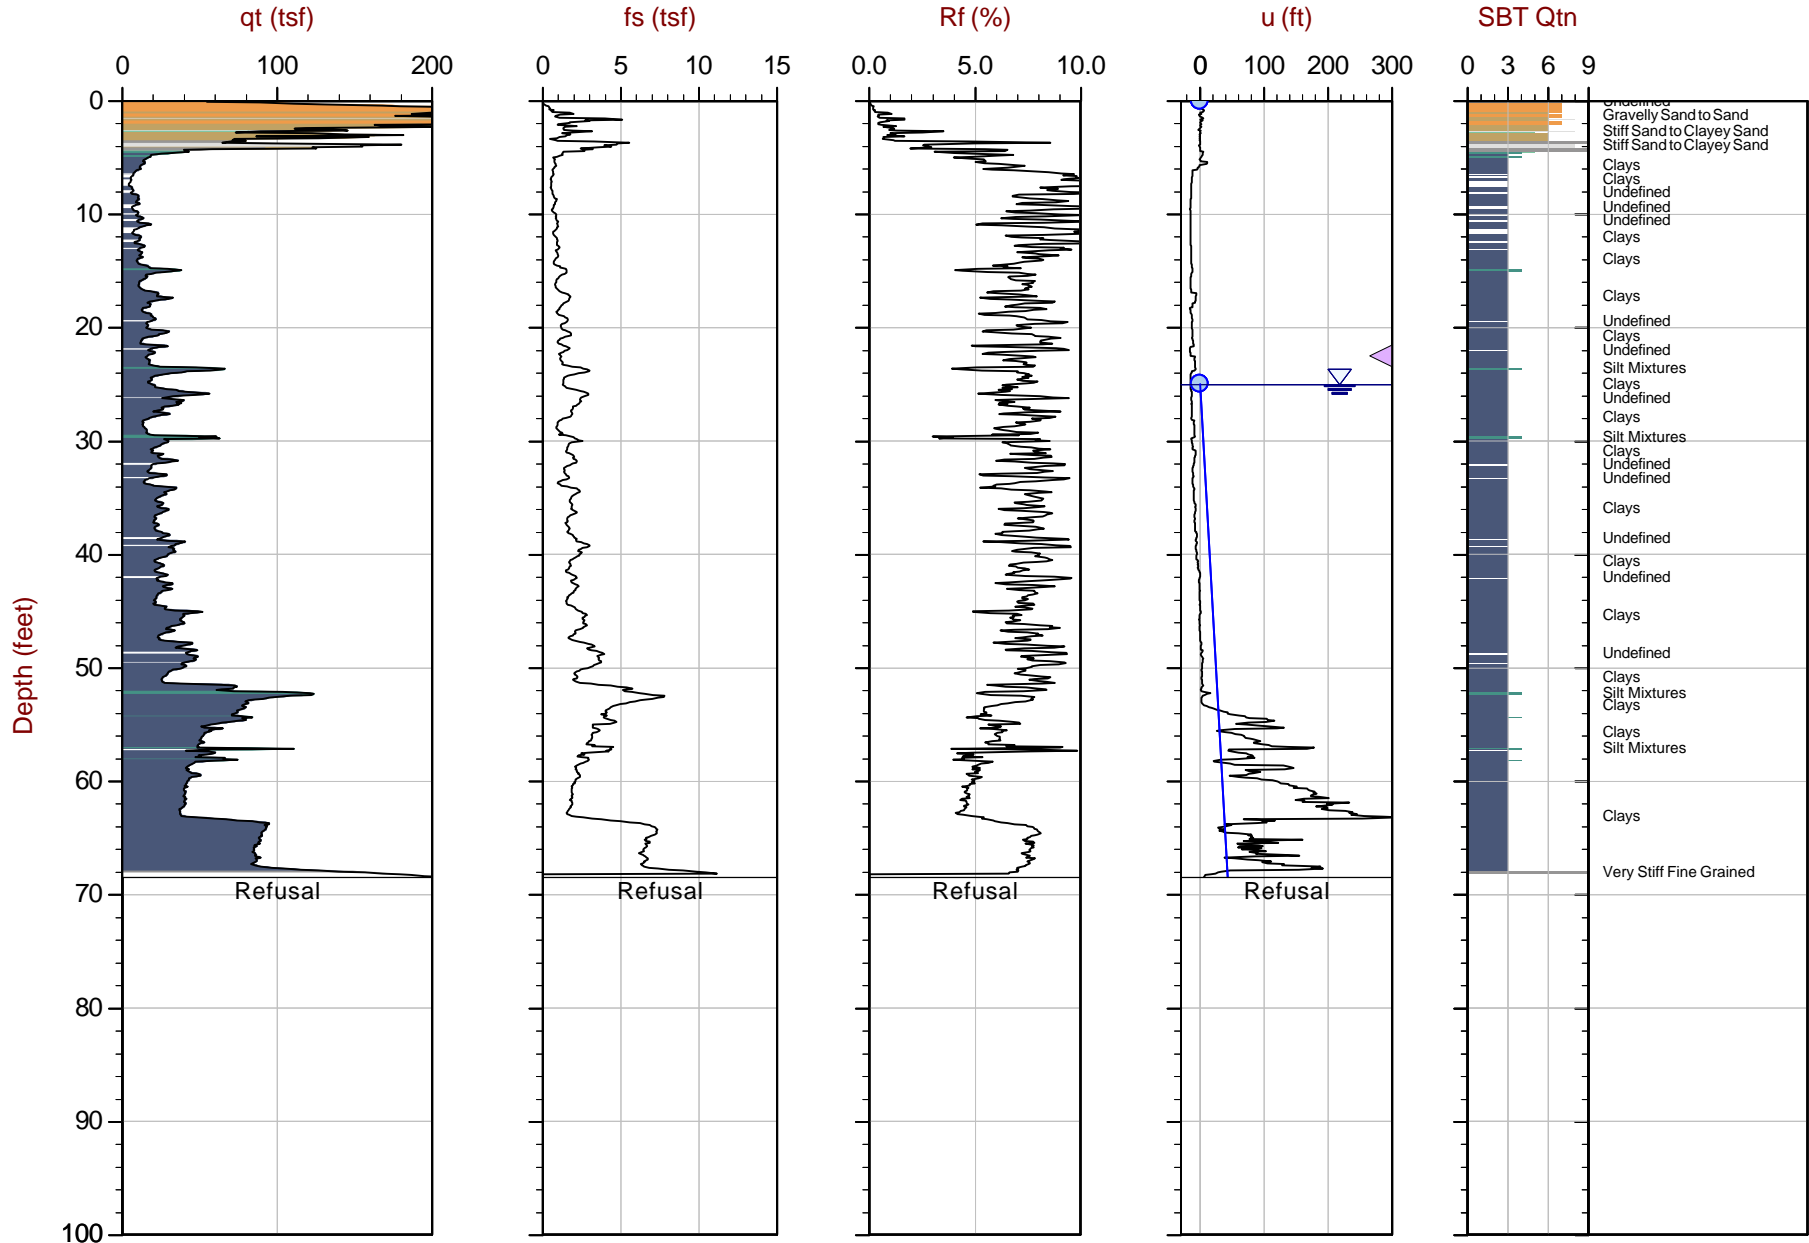 qt (tsf) fs (tsf) Rf (%) u (ft) SBT Qtn
0 100 200 0 5 10 15 0.0 5.0 10.0 0 100 200 300 0 3 6 9
Depth (feet)
0
10
20
30
40
50
60
70
80
90
100
Undefined
Gravelly Sand to Sand
Stiff Sand to Clayey Sand
Stiff Sand to Clayey Sand
Clays
Clays
Undefined
Undefined
Undefined
Clays
Clays
Clays
Undefined
Clays
Undefined
Silt Mixtures
Clays
Undefined
Clays
Silt Mixtures
Clays
Undefined
Undefined
Clays
Undefined
Clays
Undefined
Clays
Undefined
Clays
Silt Mixtures
Clays
Clays
Silt Mixtures
Clays
Very Stiff Fine Grained
Refusal Refusal Refusal Refusal